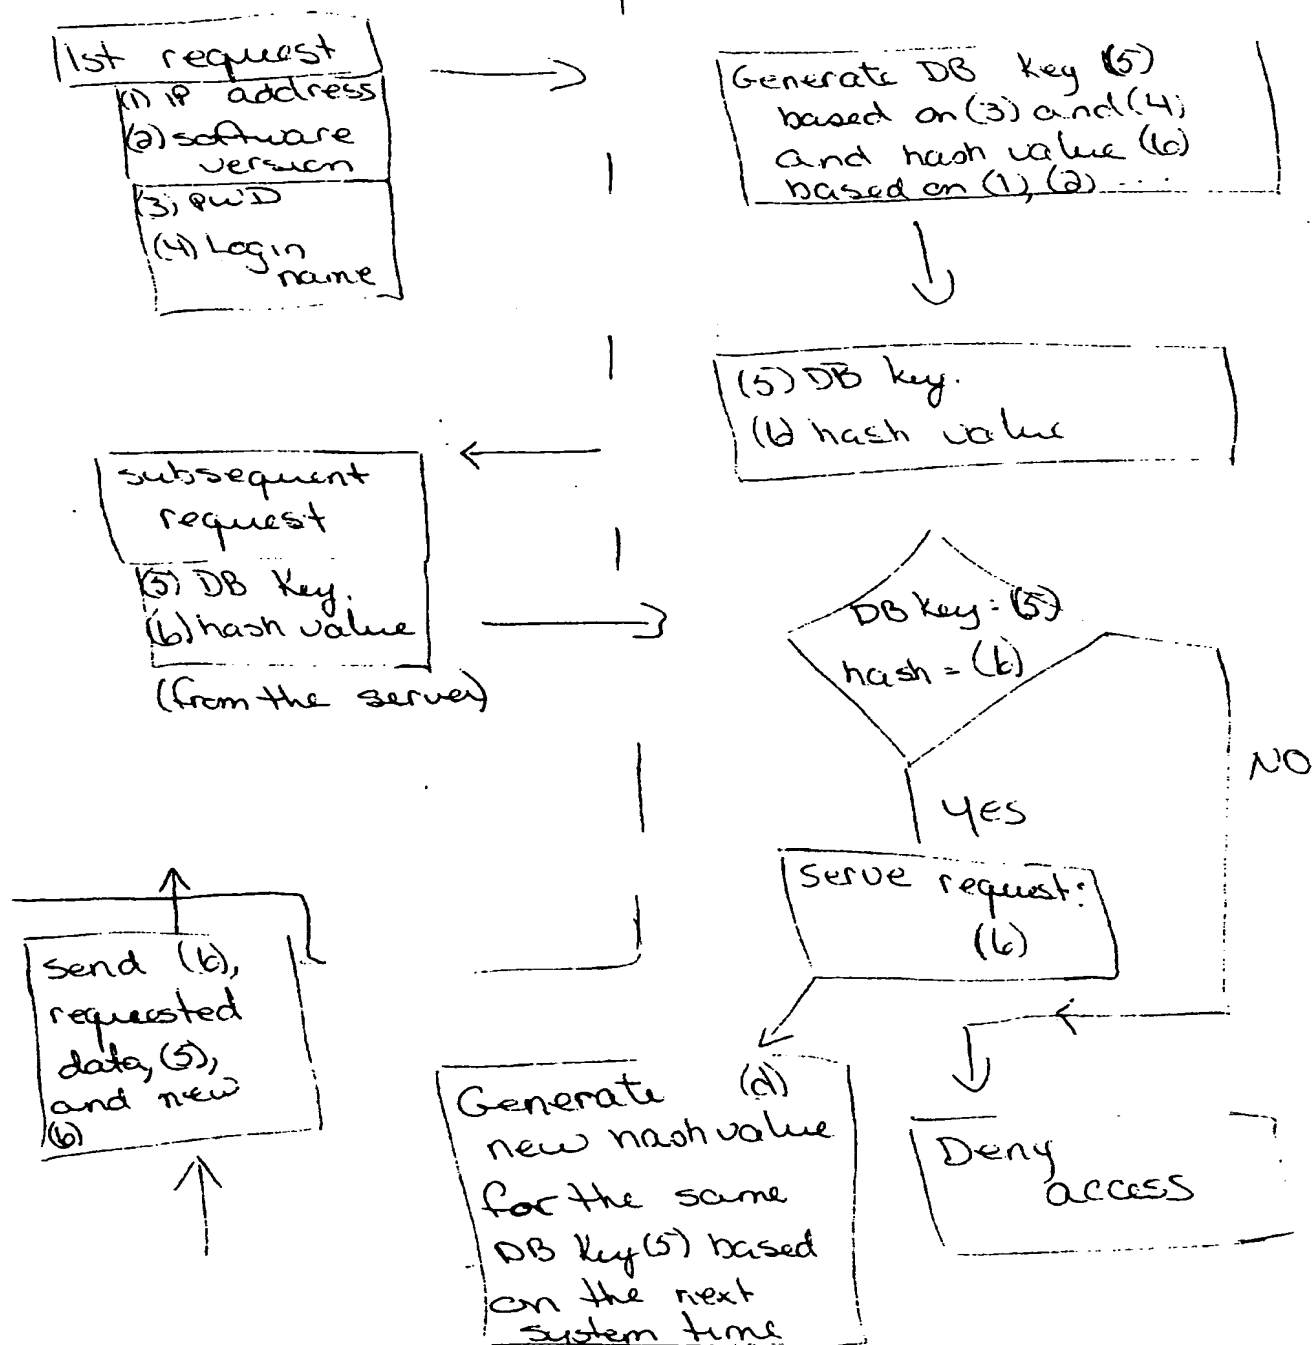 1st request
(1) IP address
(2) software
version
(3) PWD
(4) Login
name
Generate DB Key (5)
based on (3) and (4)
and hash value (6)
based on (1), (2) ....
(5) DB key.
(6) hash value
subsequent
request
(5) DB Key.
(6) hash value
(from the server)
DB Key = (5)
hash = (6)
NO
YES
Serve request:
(6)
Send (6),
requested
data, (5),
and new
(6)
Generate (d)
new hash value
for the same
DB Key (5) based
on the next
system time
Deny
access